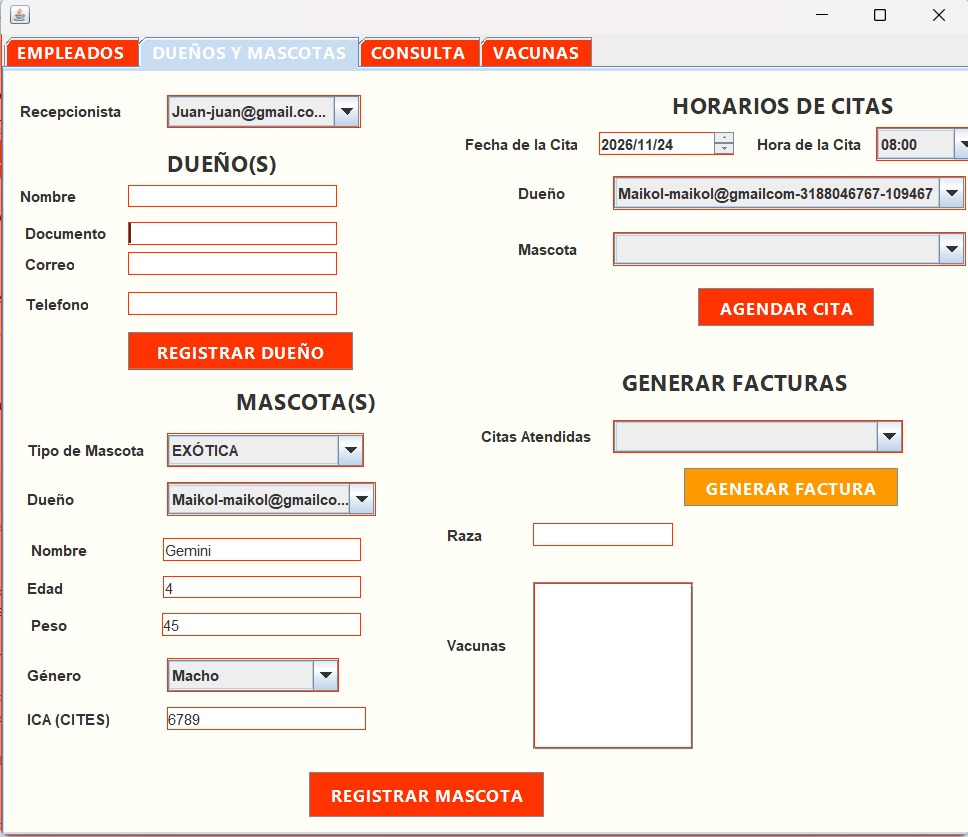 EMPLEADOS
DUEÑOS Y MASCOTAS
CONSULTA
VACUNAS
Recepcionista
Juan-juan@gmail.co...
DUEÑO(S)
Nombre
Documento
Correo
Telefono
REGISTRAR DUEÑO
MASCOTA(S)
Tipo de Mascota
EXÓTICA
Dueño
Maikol-maikol@gmailco...
Nombre
Gemini
Edad
4
Peso
45
Género
Macho
ICA (CITES)
6789
HORARIOS DE CITAS
Fecha de la Cita
2026/11/24
Hora de la Cita
08:00
Dueño
Maikol-maikol@gmailcom-3188046767-109467
Mascota
AGENDAR CITA
GENERAR FACTURAS
Citas Atendidas
GENERAR FACTURA
Raza
Vacunas
REGISTRAR MASCOTA